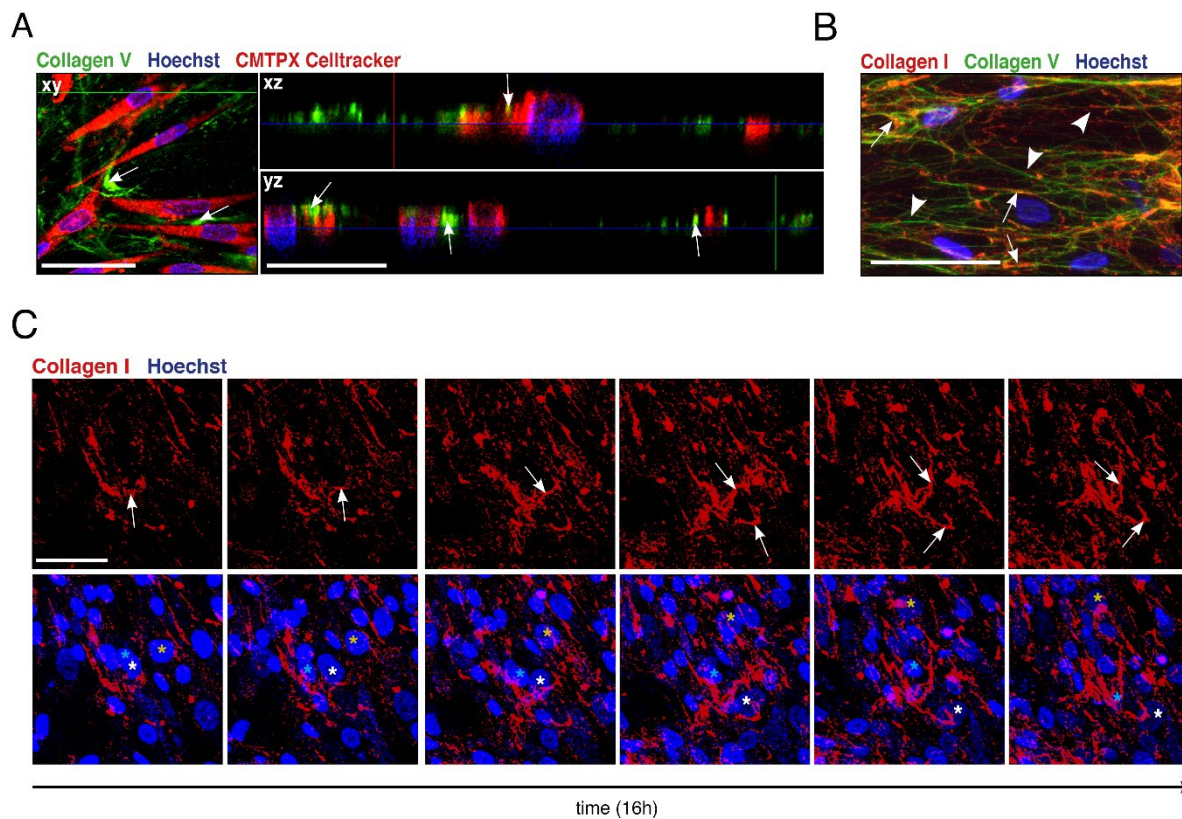 A
Collagen V Hoechst CMTPX Celltracker
xy
xz
yz
B
Collagen I Collagen V Hoechst
C
Collagen I Hoechst
* * *
* * *
* * *
* * *
* * *
* * *
time (16h)